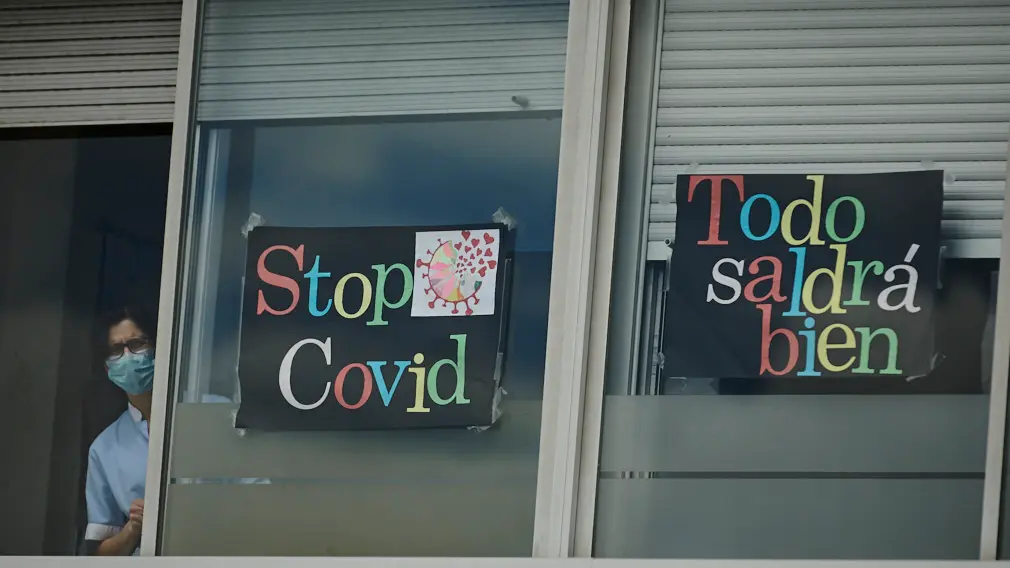 Stop
Covid
Todo
saldrá
bien